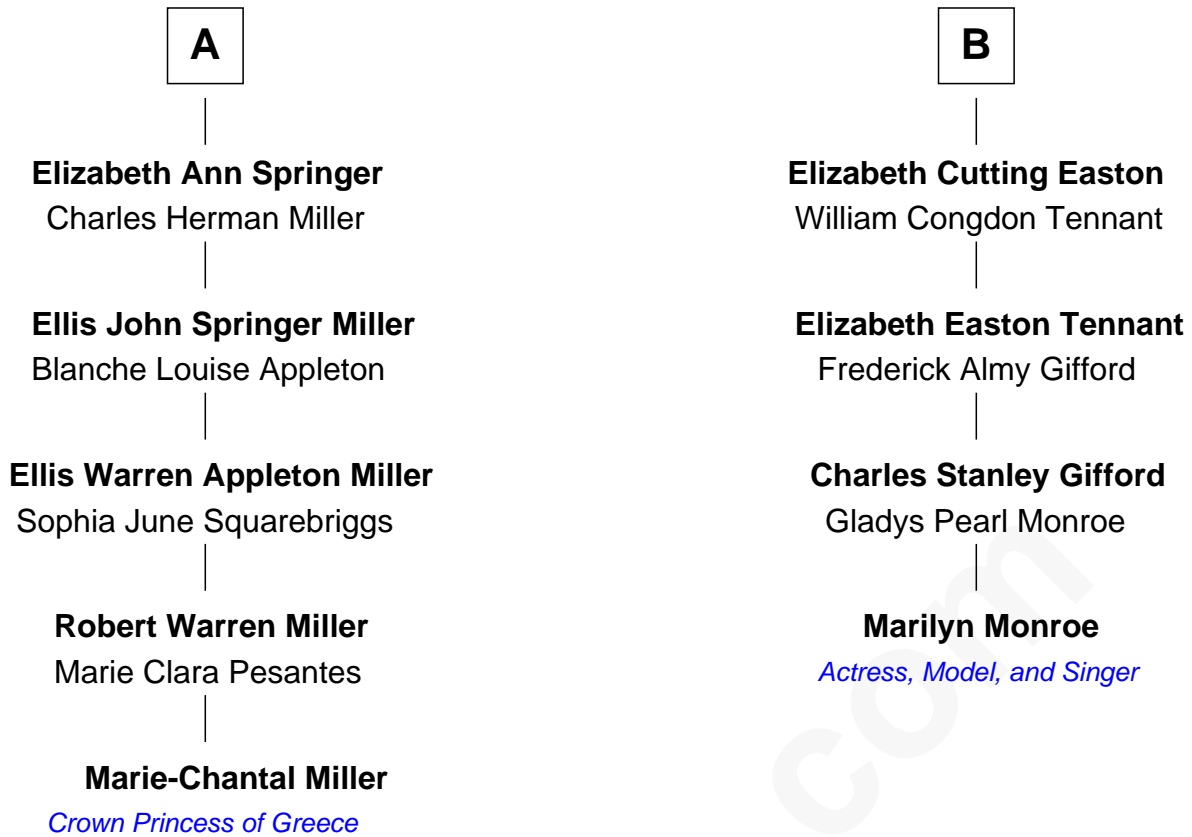 A
Elizabeth Ann Springer
Charles Herman Miller
Ellis John Springer Miller
Blanche Louise Appleton
Ellis Warren Appleton Miller
Sophia June Squarebriggs
Robert Warren Miller
Marie Clara Pesantes
Marie-Chantal Miller
Crown Princess of Greece
B
Elizabeth Cutting Easton
William Congdon Tennant
Elizabeth Easton Tennant
Frederick Almy Gifford
Charles Stanley Gifford
Gladys Pearl Monroe
Marilyn Monroe
Actress, Model, and Singer
com